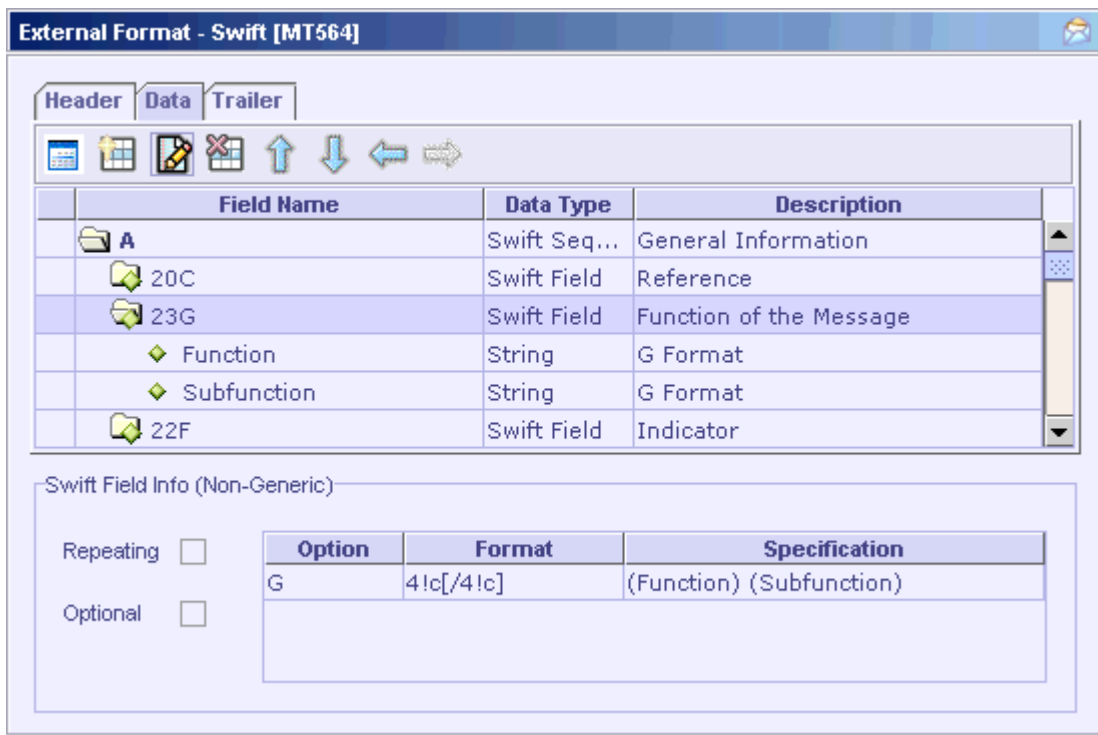 External Format - Swift [MT564]
Header Data Trailer
Field Name Data Type Description
A Swift Seq... General Information
20C Swift Field Reference
23G Swift Field Function of the Message
Function String G Format
Subfunction String G Format
22F Swift Field Indicator
Swift Field Info (Non-Generic)
Repeating
Option Format Specification
G 4!c[/4!c] (Function) (Subfunction)
Optional